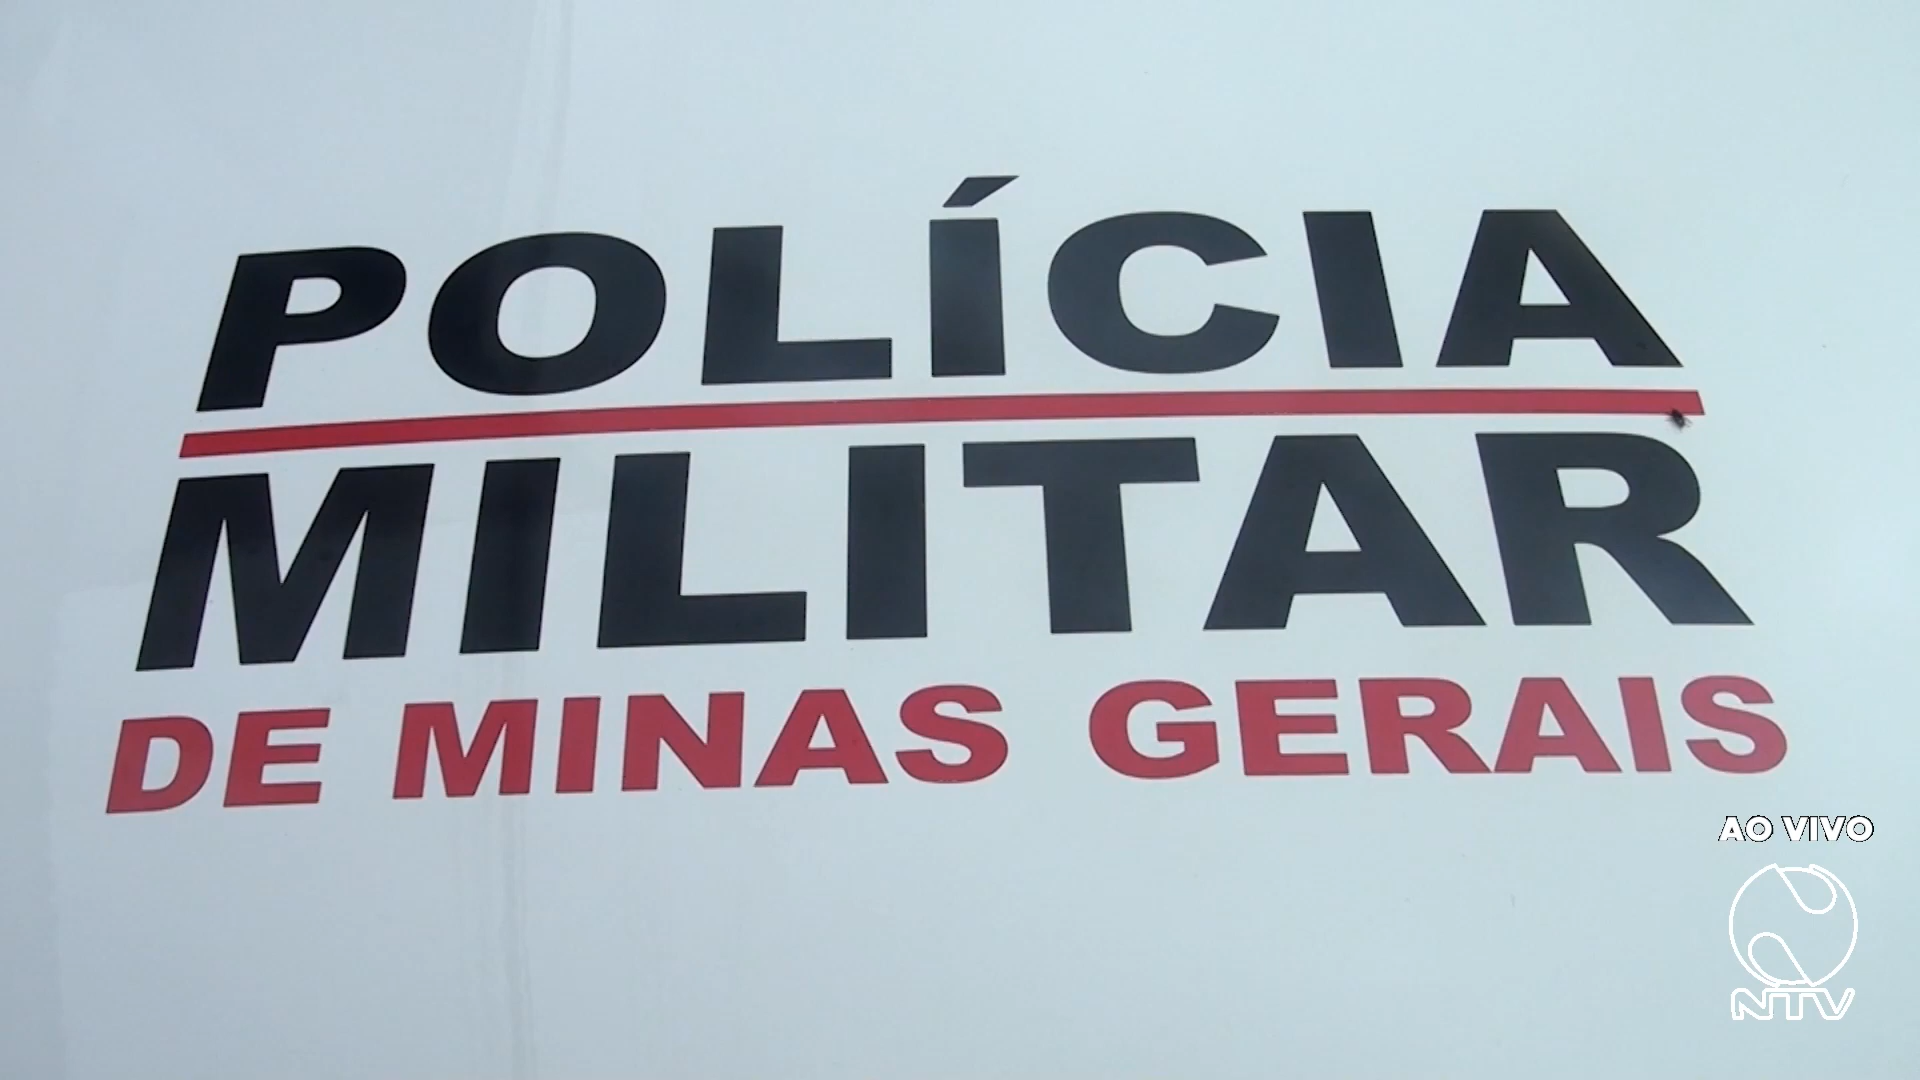 POLÍCIA
MILITAR
DE MINAS GERAIS
AO VIVO
NTV